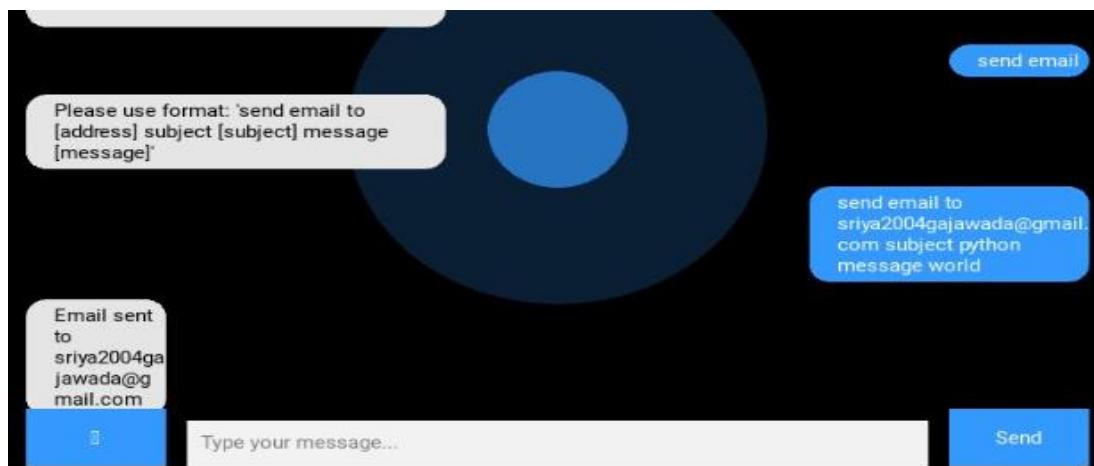 send email
Please use format: 'send email to
[address] subject [subject] message
[message]'
send email to
sriya2004gajawada@gmail.
com subject python
message world
Email sent
to
sriya2004ga
jawada@g
mail.com
Type your message...
Send